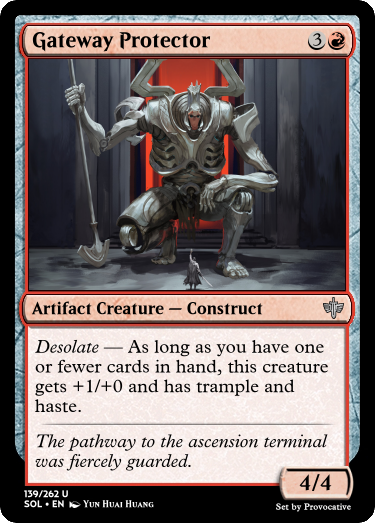 Gateway Protector 3
Artifact Creature — Construct
Desolate — As long as you have one
or fewer cards in hand, this creature
gets +1/+0 and has trample and
haste.
The pathway to the ascension terminal
was fiercely guarded.
4/4
139/262 U
SOL • EN Yun Huai Huang
Set by Provocative